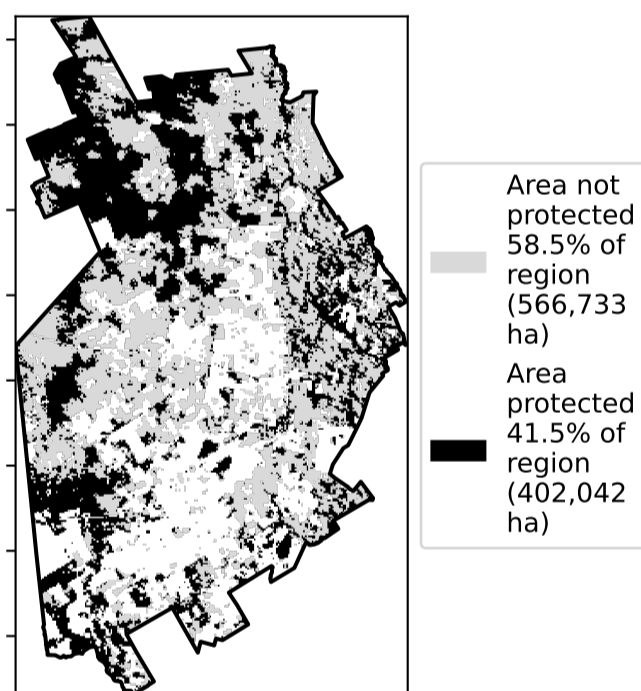 Area not
protected
58.5% of
region
(566,733
ha)
Area
protected
41.5% of
region
(402,042
ha)